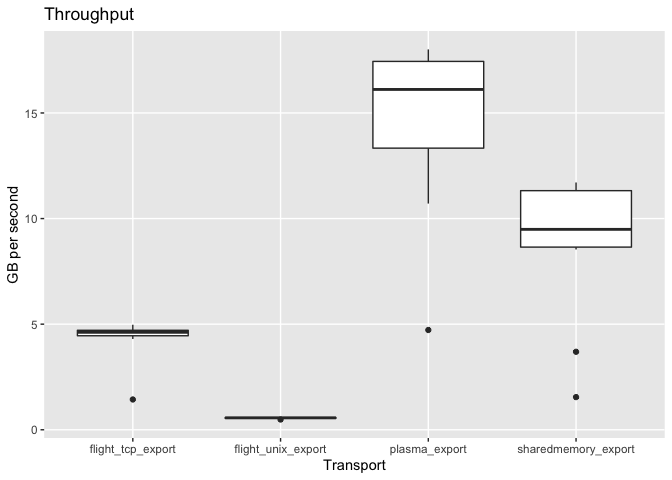 Throughput
GB per second
15
10
5
0
flight_tcp_export flight_unix_export plasma_export sharedmemory_export
Transport